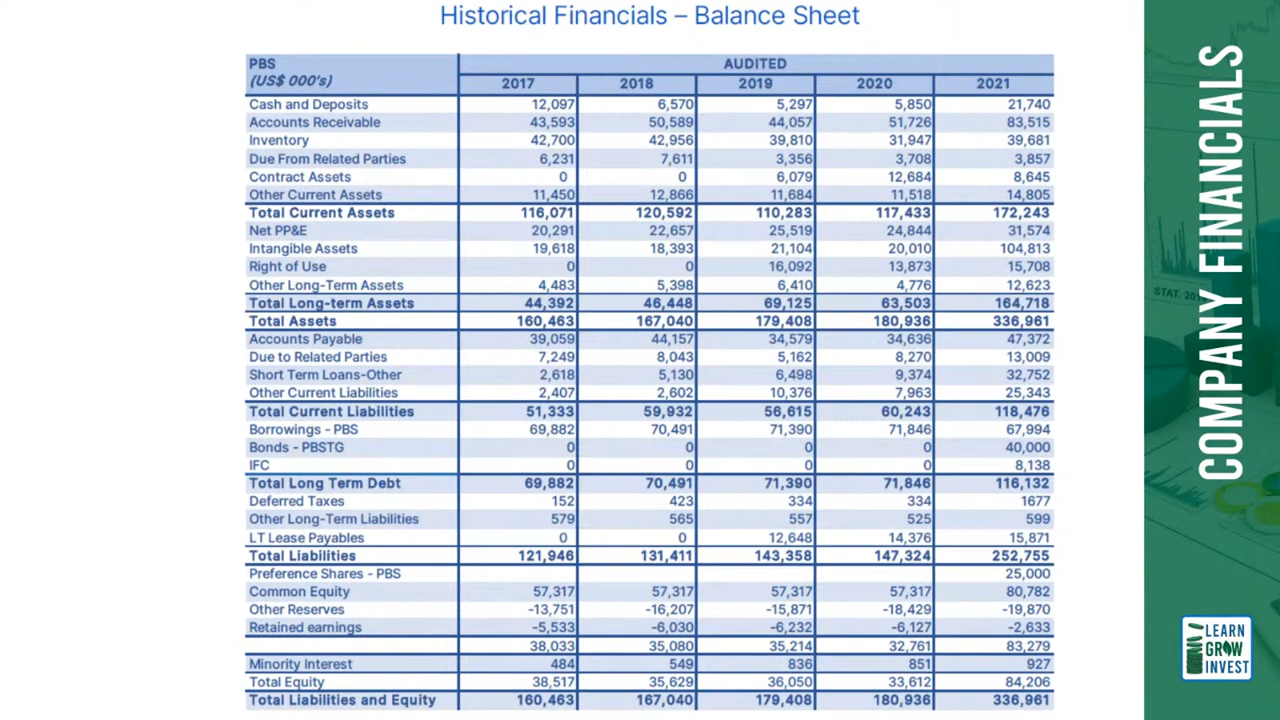 Historical Financials – Balance Sheet
PBS AUDITED
(US$ 000's) 2017 2018 2019 2020 2021
Cash and Deposits 12,097 6,570 5,297 5,850 21,740
Accounts Receivable 43,593 50,589 44,057 51,726 83,515
Inventory 42,700 42,956 39,810 31,947 39,681
Due From Related Parties 6,231 7,611 3,356 3,708 3,857
Contract Assets 0 0 6,079 12,684 8,645
Other Current Assets 11,450 12,866 11,684 11,518 14,805
Total Current Assets 116,071 120,592 110,283 117,433 172,243
Net PP&E 20,291 22,657 25,519 24,844 31,574
Intangible Assets 19,618 18,393 21,104 20,010 104,813
Right of Use 0 0 16,092 13,873 15,708
Other Long-Term Assets 4,483 5,398 6,410 4,776 12,623
Total Long-term Assets 44,392 46,448 69,125 63,503 164,718
Total Assets 160,463 167,040 179,408 180,936 336,961
Accounts Payable 39,059 44,157 34,579 34,636 47,372
Due to Related Parties 7,249 8,043 5,162 8,270 13,009
Short Term Loans-Other 2,618 5,130 6,498 9,374 32,752
Other Current Liabilities 2,407 2,602 10,376 7,963 25,343
Total Current Liabilities 51,333 59,932 56,615 60,243 118,476
Borrowings - PBS 69,882 70,491 71,390 71,846 67,994
Bonds - PBSTG 0 0 0 0 40,000
IFC 0 0 0 0 8,138
Total Long Term Debt 69,882 70,491 71,390 71,846 116,132
Deferred Taxes 152 423 334 334 1677
Other Long-Term Liabilities 579 565 557 525 599
LT Lease Payables 0 0 12,648 14,376 15,871
Total Liabilities 121,946 131,411 143,358 147,324 252,755
Preference Shares - PBS 25,000
Common Equity 57,317 57,317 57,317 57,317 80,782
Other Reserves -13,751 -16,207 -15,871 -18,429 -19,870
Retained earnings -5,533 -6,030 -6,232 -6,127 -2,633
38,033 35,080 35,214 32,761 83,279
Minority Interest 484 549 836 851 927
Total Equity 38,517 35,629 36,050 33,612 84,206
Total Liabilities and Equity 160,463 167,040 179,408 180,936 336,961
COMPANY FINANCIALS
LEARN
GROW
INVEST